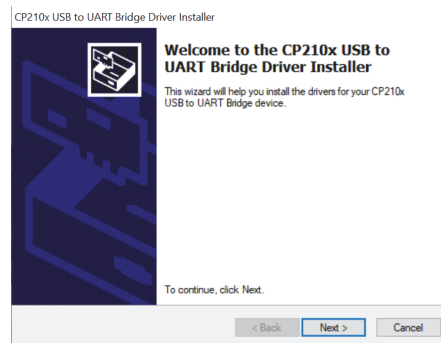 CP210x USB to UART Bridge Driver Installer
Welcome to the CP210x USB to
UART Bridge Driver Installer
This wizard will help you install the drivers for your CP210x
USB to UART Bridge device.
To continue, click Next.
< Back Next > Cancel